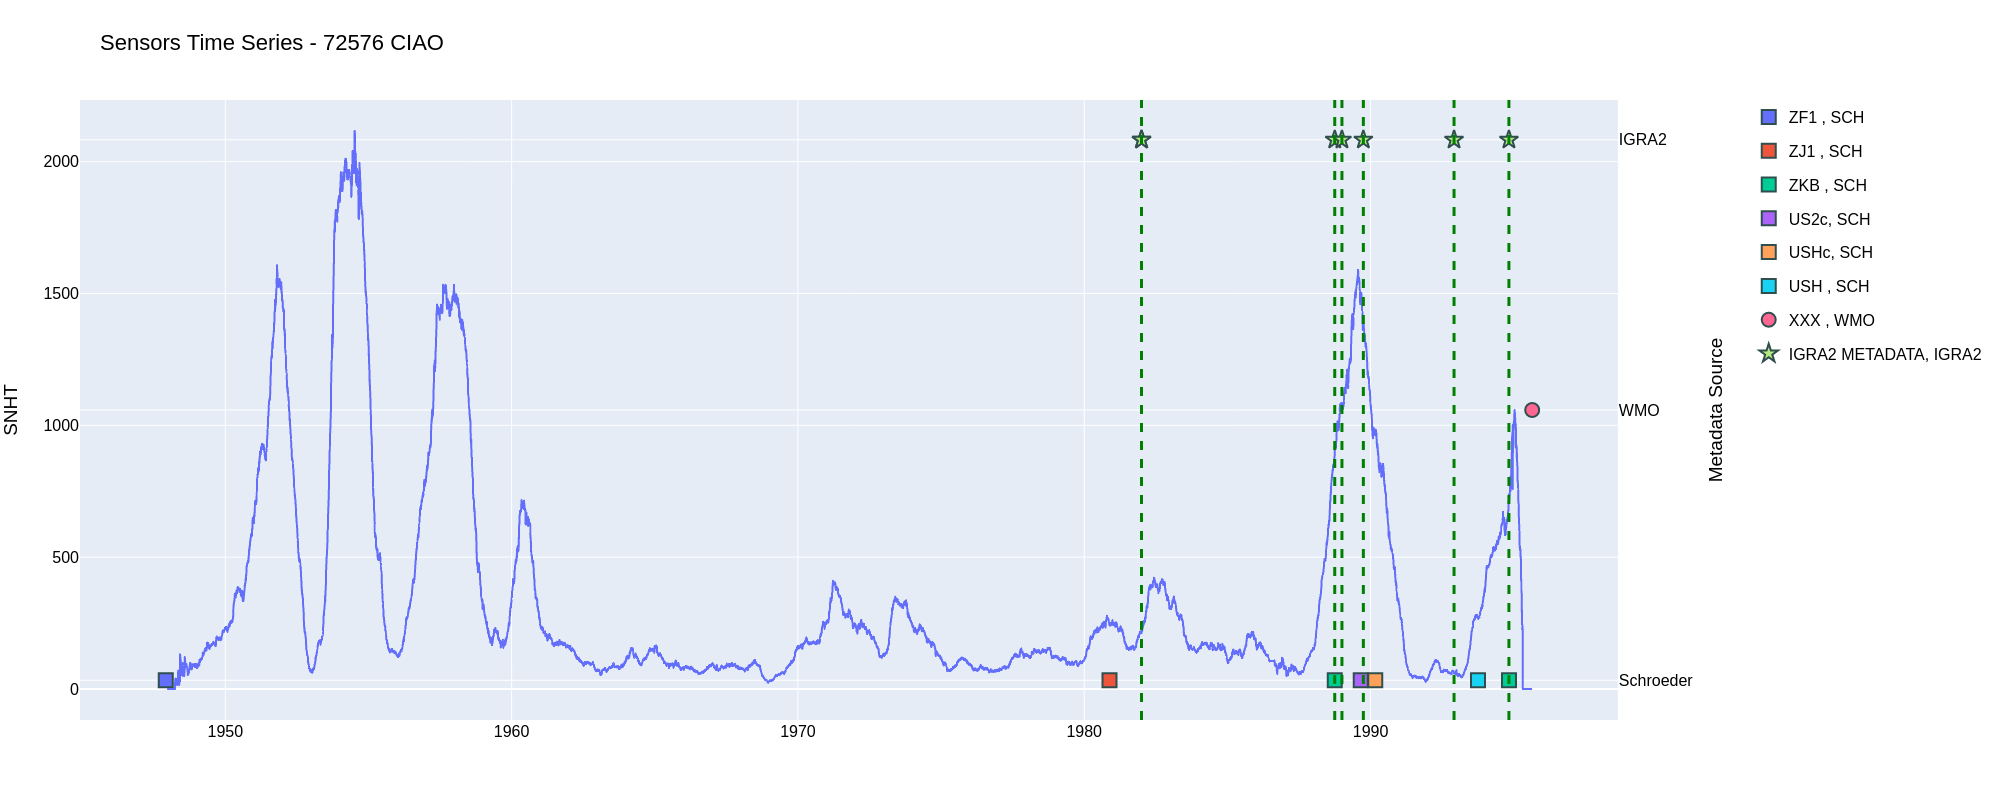 Sensors Time Series - 72576 CIAO
SNHT
2000
1500
1000
500
0
1950
1960
1970
1980
1990
IGRA2
WMO
Schroeder
Metadata Source
ZF1 , SCH
ZJ1 , SCH
ZKB , SCH
US2c, SCH
USHc, SCH
USH , SCH
XXX , WMO
IGRA2 METADATA, IGRA2